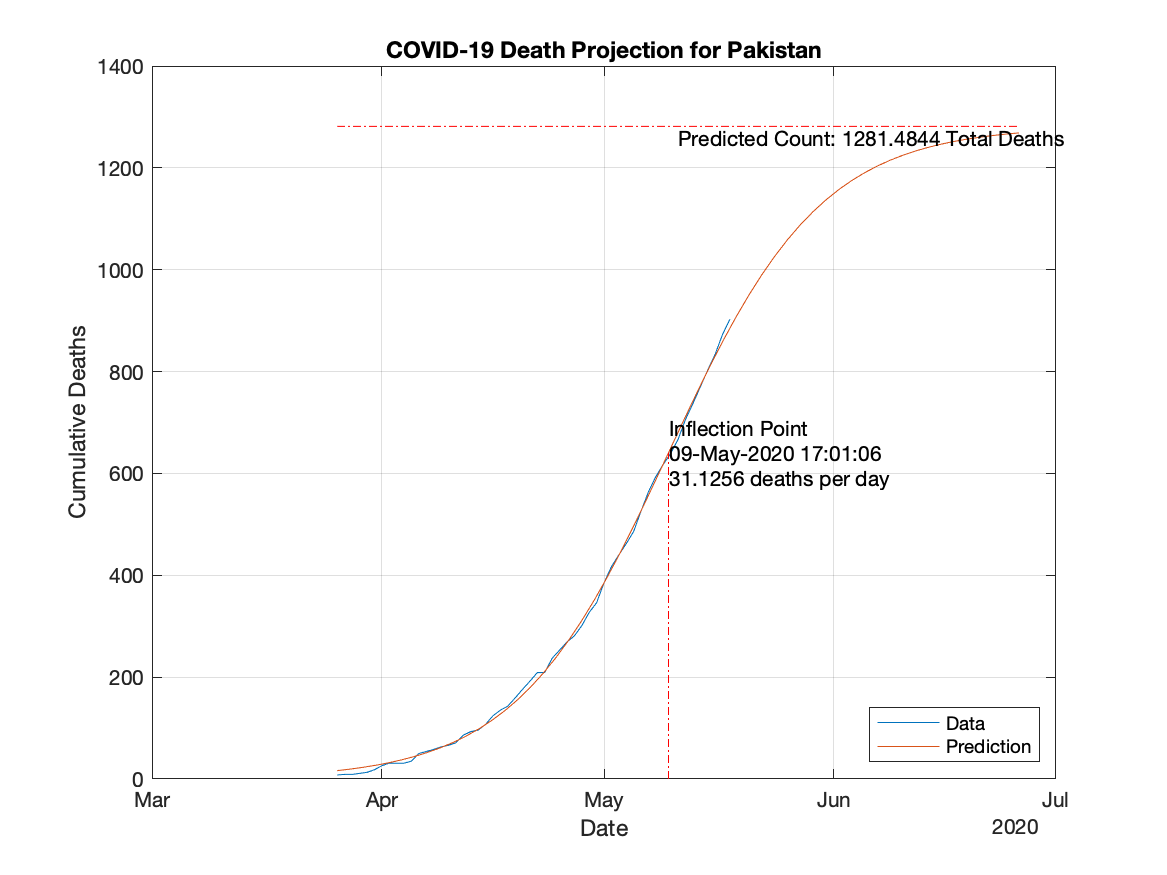 COVID-19 Death Projection for Pakistan
1400
1200
1000
800
600
400
200
0
Cumulative Deaths
Predicted Count: 1281.4844 Total Deaths
Inflection Point
09-May-2020 17:01:06
31.1256 deaths per day
Data
Prediction
Mar Apr May Jun Jul
Date
2020